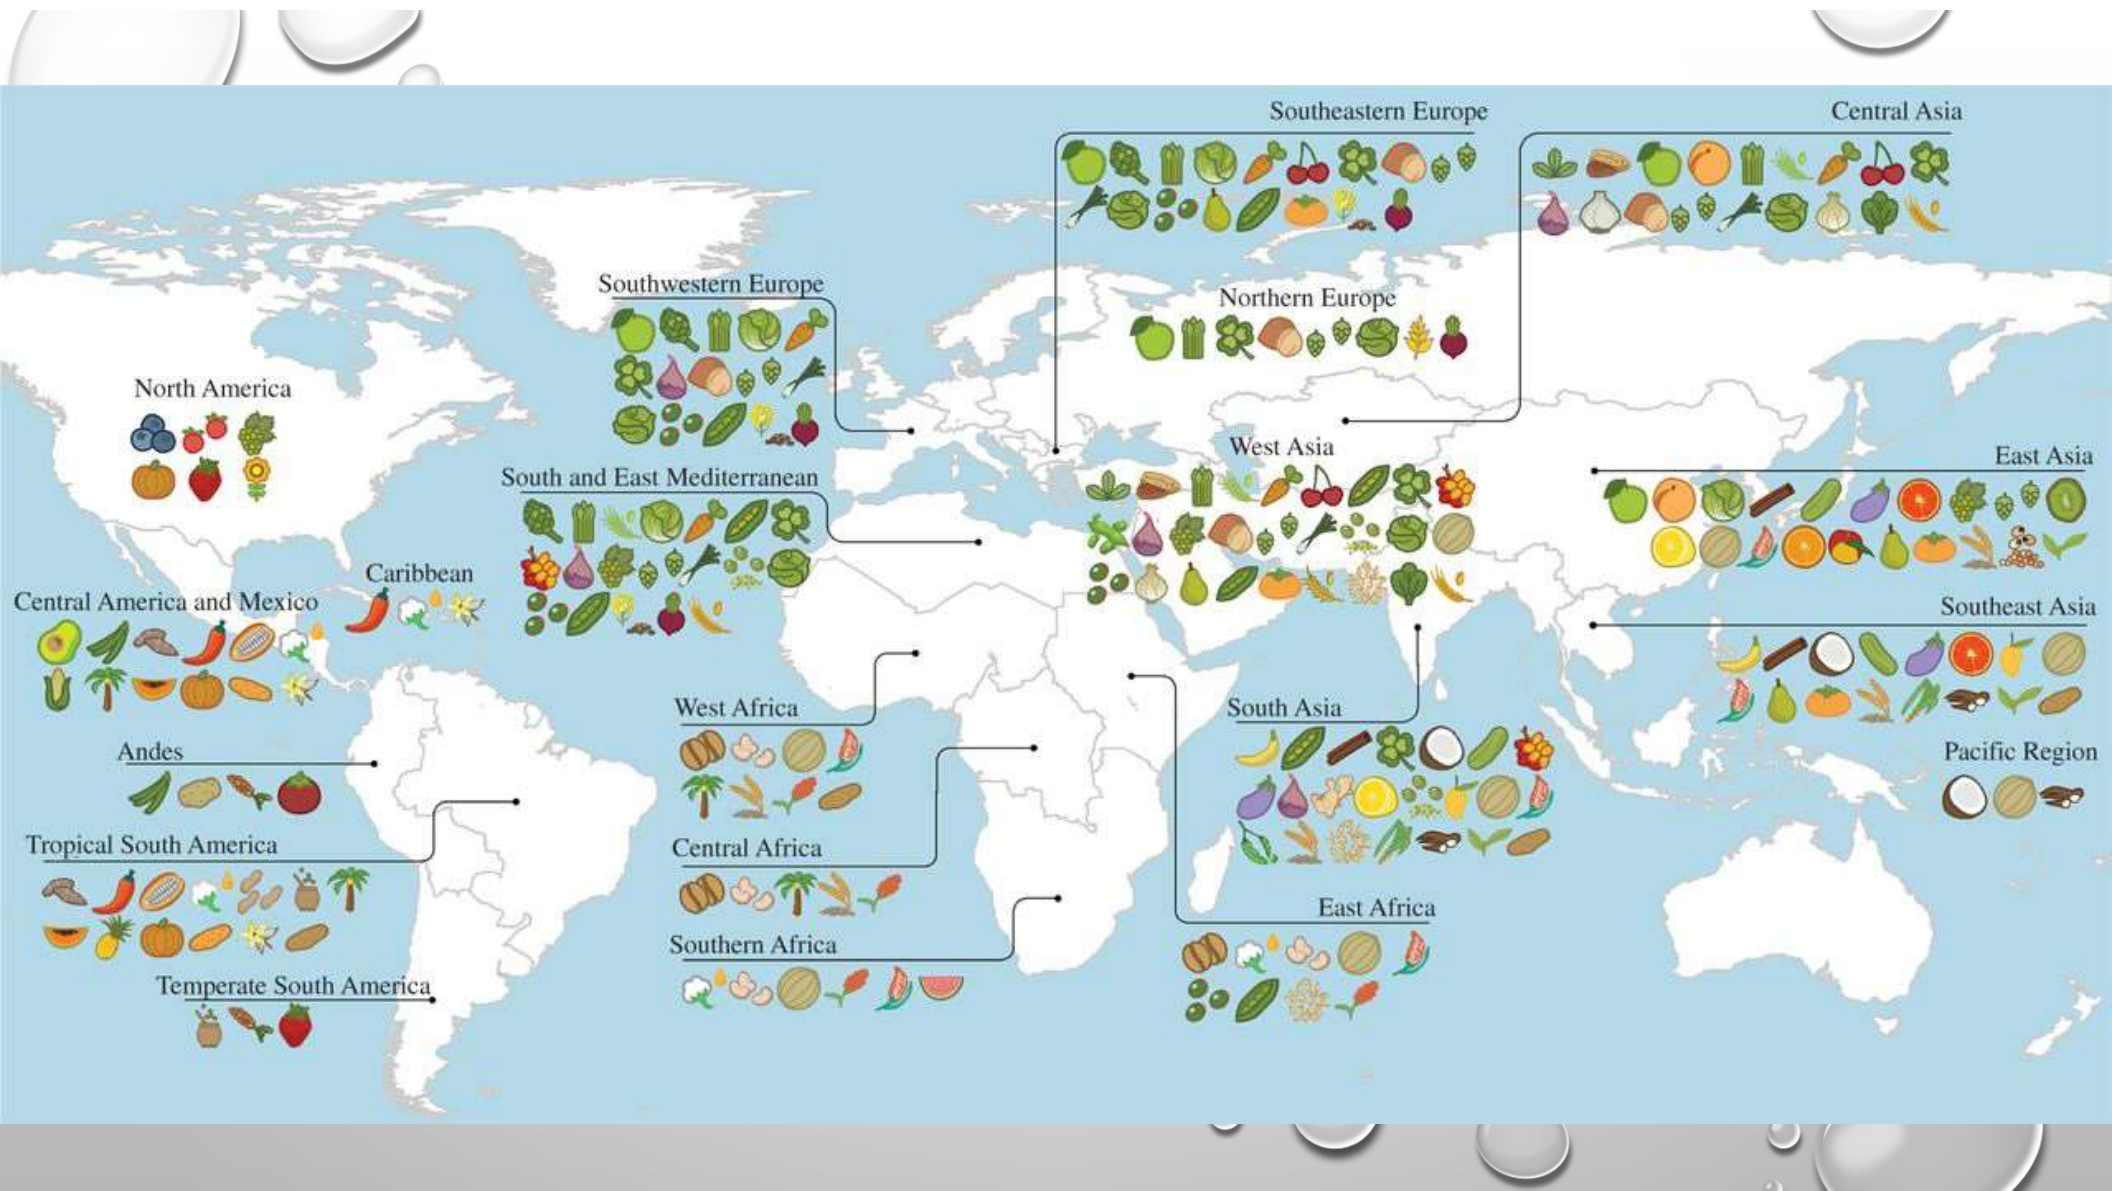 Southeastern Europe
Central Asia
Southwestern Europe
Northern Europe
North America
West Asia
East Asia
South and East Mediterranean
Caribbean
Central America and Mexico
Southeast Asia
West Africa
South Asia
Andes
Pacific Region
Tropical South America
Central Africa
East Africa
Southern Africa
Temperate South America